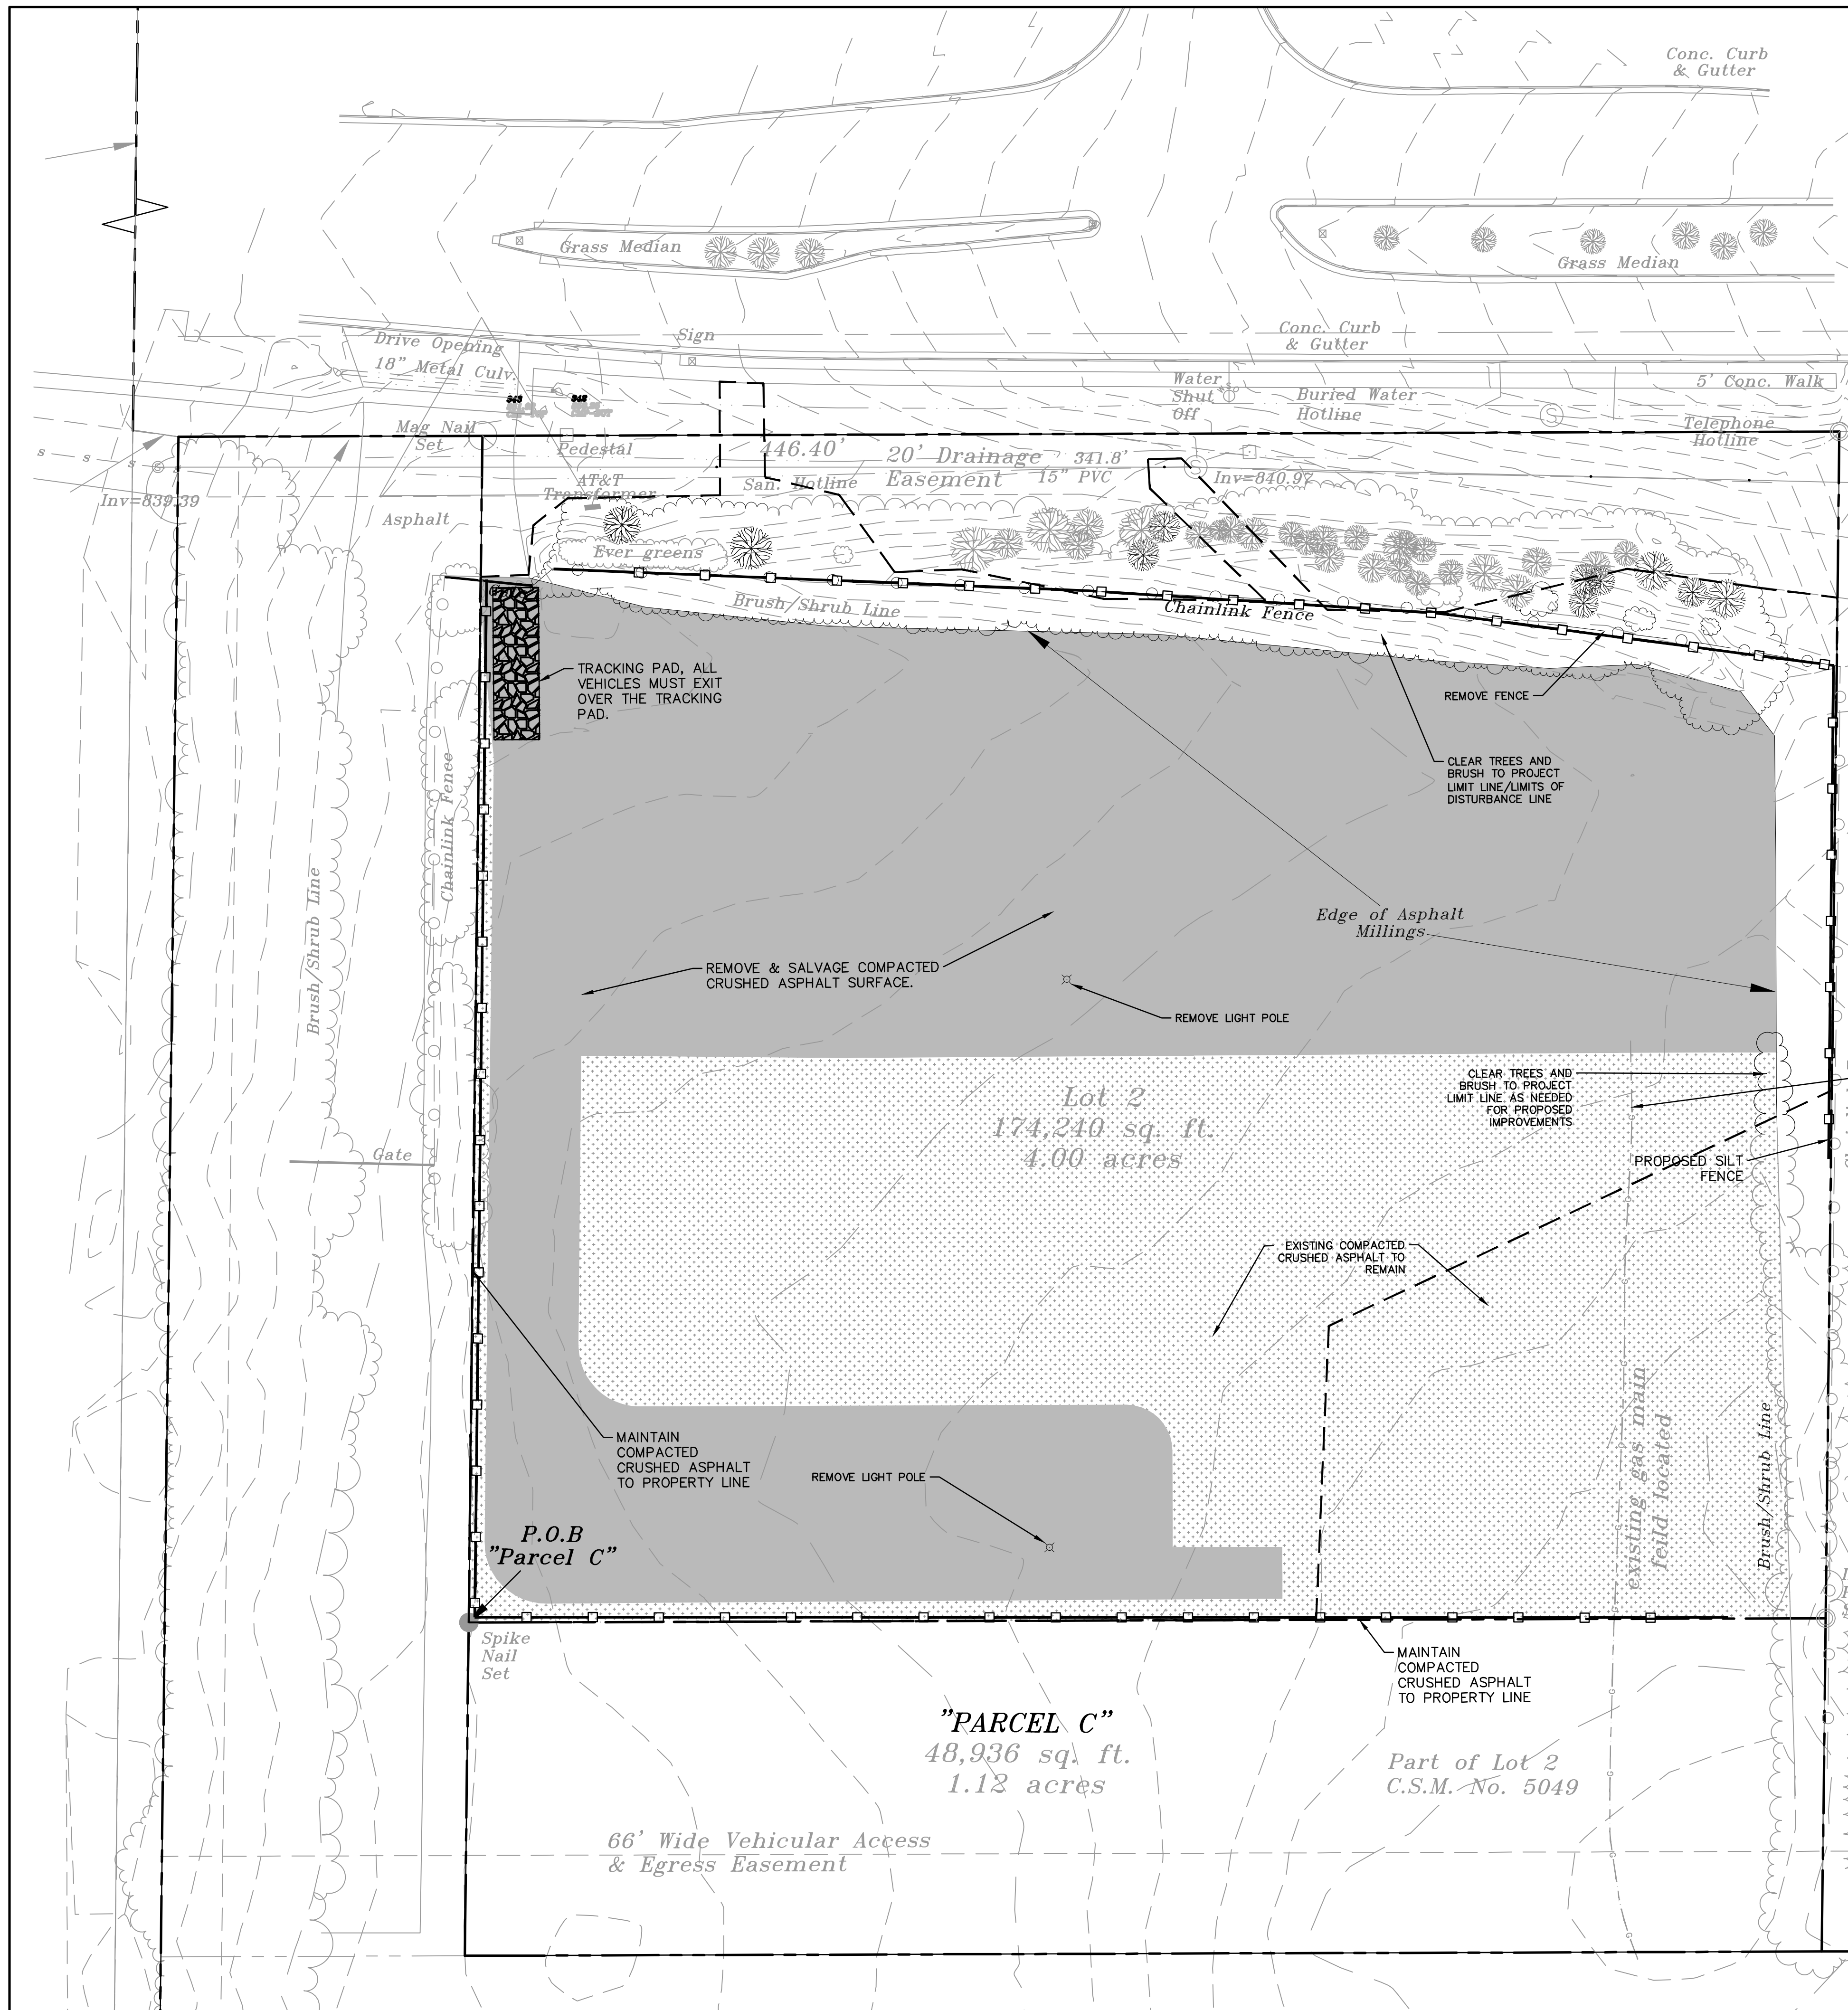 Conc. Curb
& Gutter
Grass Median
Grass Median
Sign
Conc. Curb
& Gutter
Drive Opening
18" Metal Culv.
Water
Shut
Off
Buried Water
Hotline
5' Conc. Walk
343
342
Mag Nail
Set
Pedestal
446.40'
20' Drainage
Easement
341.8'
15" PVC
Telephone
Hotline
S
s s s s
Inv=839.39
AT&T
Transformer
San. Hotline
Inv=840.97
Asphalt
Ever greens
Brush/Shrub Line
Chainlink Fence
TRACKING PAD, ALL
VEHICLES MUST EXIT
OVER THE TRACKING
PAD.
REMOVE FENCE
CLEAR TREES AND
BRUSH TO PROJECT
LIMIT LINE/LIMITS OF
DISTURBANCE LINE
Chainlink Fence
Brush/Shrub Line
Edge of Asphalt
Millings
REMOVE & SALVAGE COMPACTED
CRUSHED ASPHALT SURFACE.
REMOVE LIGHT POLE
Lot 2
174,240 sq. ft.
4.00 acres
CLEAR TREES AND
BRUSH TO PROJECT
LIMIT LINE AS NEEDED
FOR PROPOSED
IMPROVEMENTS
Gate
PROPOSED SILT
FENCE
EXISTING COMPACTED
CRUSHED ASPHALT TO
REMAIN
MAINTAIN
COMPACTED
CRUSHED ASPHALT
TO PROPERTY LINE
REMOVE LIGHT POLE
existing gas main
feild located
Brush/Shrub Line
P.O.B
"Parcel C"
Spike
Nail
Set
MAINTAIN
COMPACTED
CRUSHED ASPHALT
TO PROPERTY LINE
"PARCEL C"
48,936 sq. ft.
1.12 acres
Part of Lot 2
C.S.M. No. 5049
66' Wide Vehicular Access
& Egress Easement